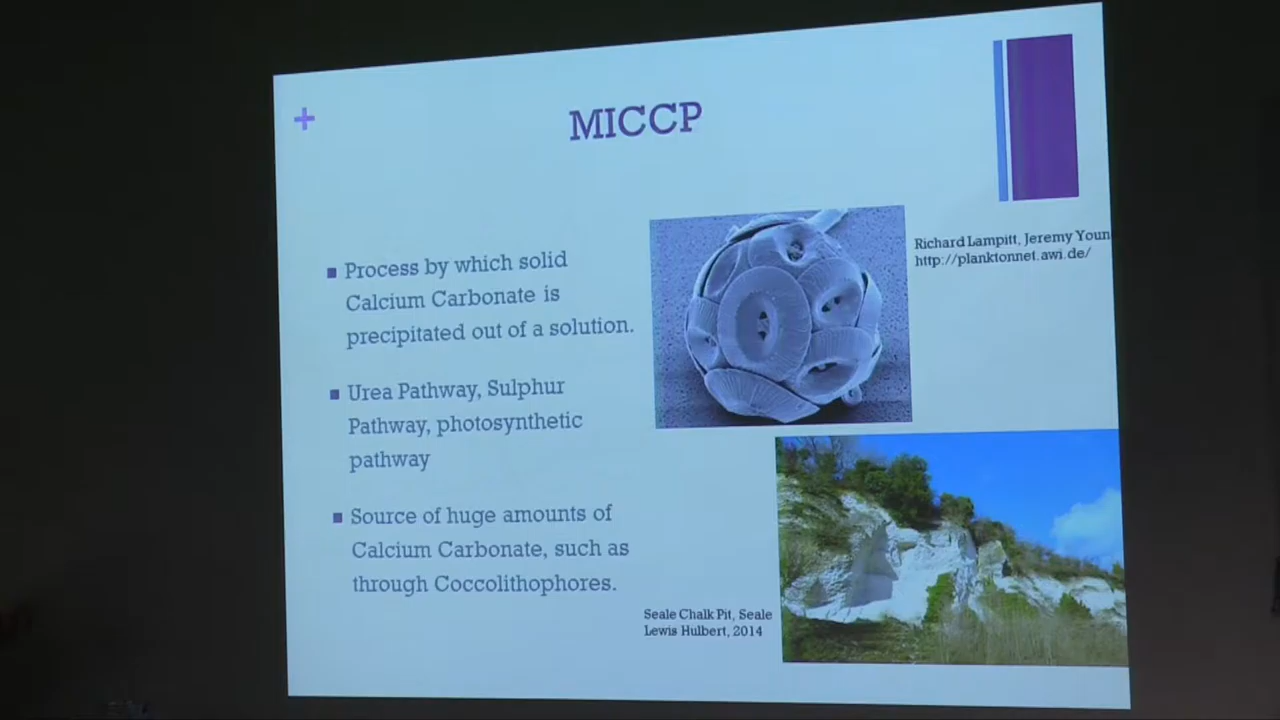 +
MICCP
Process by which solid
Calcium Carbonate is
precipitated out of a solution.
Urea Pathway, Sulphur
Pathway, photosynthetic
pathway
Source of huge amounts of
Calcium Carbonate, such as
through Coccolithophores.
Richard Lampitt, Jeremy Youn
http://planktonnet.awi.de/
Seale Chalk Pit, Seale
Lewis Hulbert, 2014